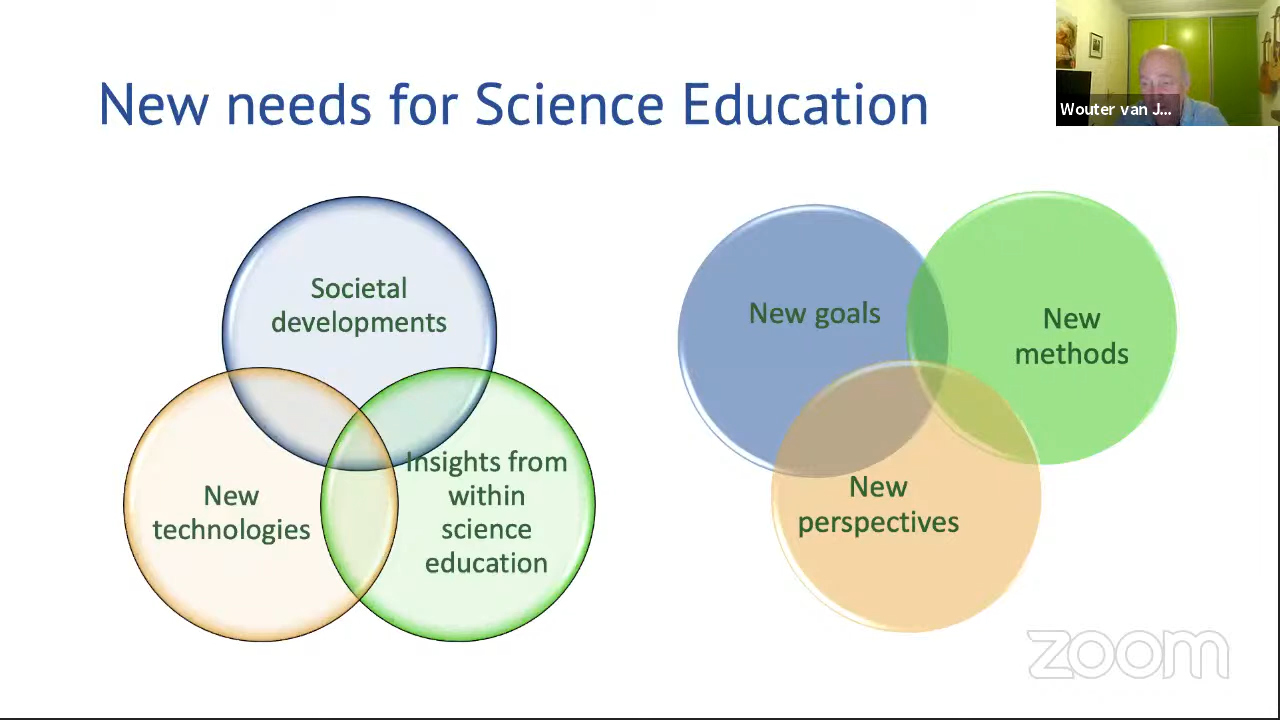 New needs for Science Education
Wouter van J...
Societal
developments
New
technologies
Insights from
within
science
education
New goals
New
methods
New
perspectives
zoom